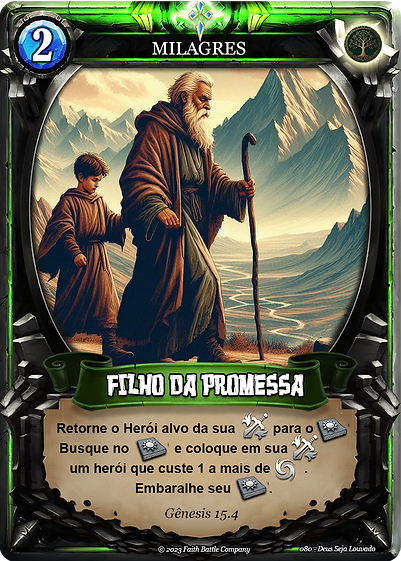 2
MILAGRES
FILHO DA PROMESSA
Retorne o Herói alvo da sua para o
Busque no e coloque em sua
um herói que custe 1 a mais de .
Embaralhe seu .
Gênesis 15.4
© 2023 Faith Battle Company
080 - Deus Seja Louvado